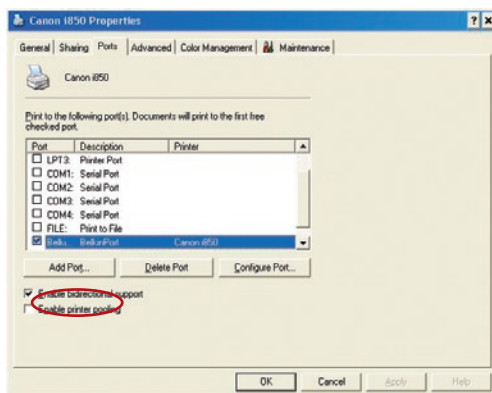 Canon i850 Properties
General Sharing Ports Advanced Color Management Maintenance
Canon i850
Print to the following port(s). Documents will print to the first free
checked port.
Port Description Printer
LPT3: Printer Port
COM1: Serial Port
COM2: Serial Port
COM3: Serial Port
COM4: Serial Port
FILE: Print to File
Belku... BelkinPort Canon i850
Add Port... Delete Port Configure Port...
Enable bidirectional support
Enable printer pooling
OK Cancel Apply Help